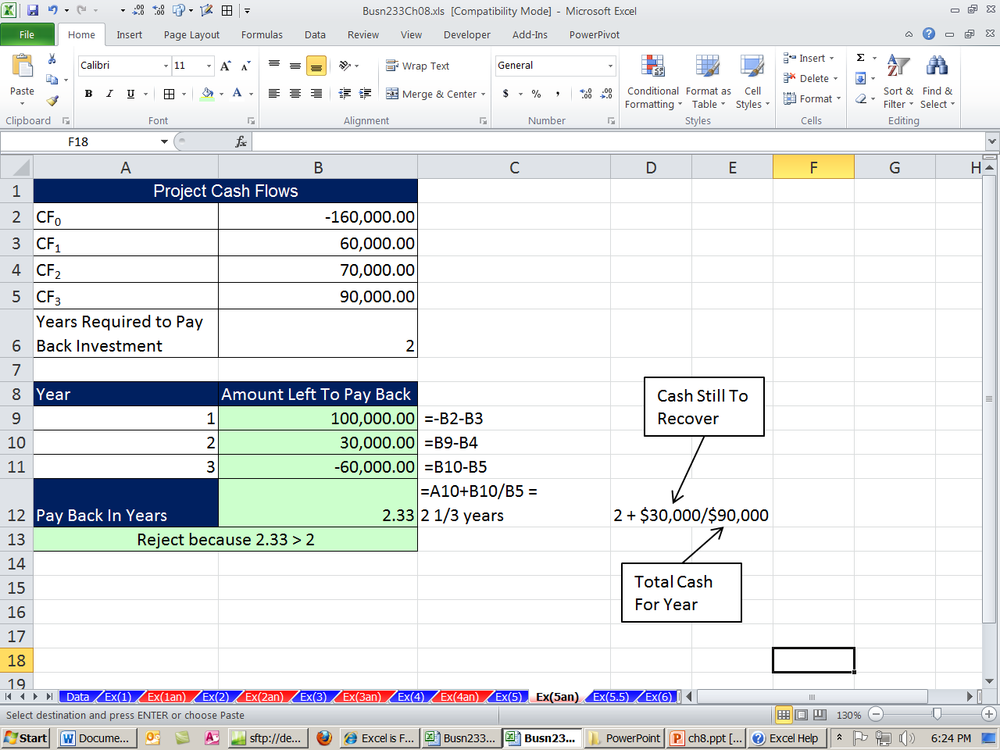 Busn233Ch08.xls [Compatibility Mode] - Microsoft Excel
File Home Insert Page Layout Formulas Data Review View Developer Add-Ins PowerPivot
Calibri 11 Wrap Text General Insert
Paste Delete
B I U Merge & Center $ % , Conditional Formatting Format as Table Cell Styles Format Sort & Filter Find & Select
Clipboard Font Alignment Number Styles Cells Editing
F18 fx
A B C D E F G H
1 Project Cash Flows
2 CF0 -160,000.00
3 CF1 60,000.00
4 CF2 70,000.00
5 CF3 90,000.00
Years Required to Pay
6 Back Investment 2
7
8 Year Amount Left To Pay Back
Cash Still To
Recover
9 1 100,000.00 =-B2-B3
10 2 30,000.00 =B9-B4
11 3 -60,000.00 =B10-B5
=A10+B10/B5 =
12 Pay Back In Years 2.33 2 1/3 years 2 + $30,000/$90,000
13 Reject because 2.33 > 2
14
15
Total Cash
For Year
16
17
18
19
Data Ex(1) Ex(1an) Ex(2) Ex(2an) Ex(3) Ex(3an) Ex(4) Ex(4an) Ex(5) Ex(5an) Ex(5.5) Ex(6)
Select destination and press ENTER or choose Paste 130%
Start Docume... sftp://de... Excel is F... Busn233... Busn23... PowerPoint ch8.ppt [... Excel Help 6:24 PM